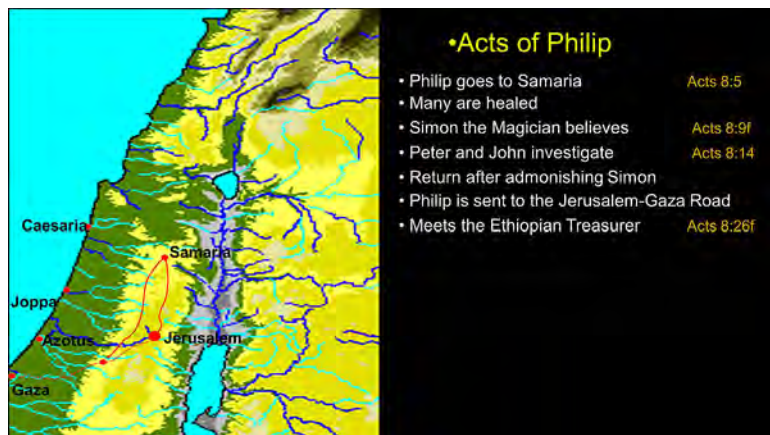 •Acts of Philip
• Philip goes to Samaria Acts 8:5
• Many are healed
• Simon the Magician believes Acts 8:9f
• Peter and John investigate Acts 8:14
• Return after admonishing Simon
• Philip is sent to the Jerusalem-Gaza Road
• Meets the Ethiopian Treasurer Acts 8:26f
Caesaria
Samaria
Joppa
Azotus
Jerusalem
Gaza